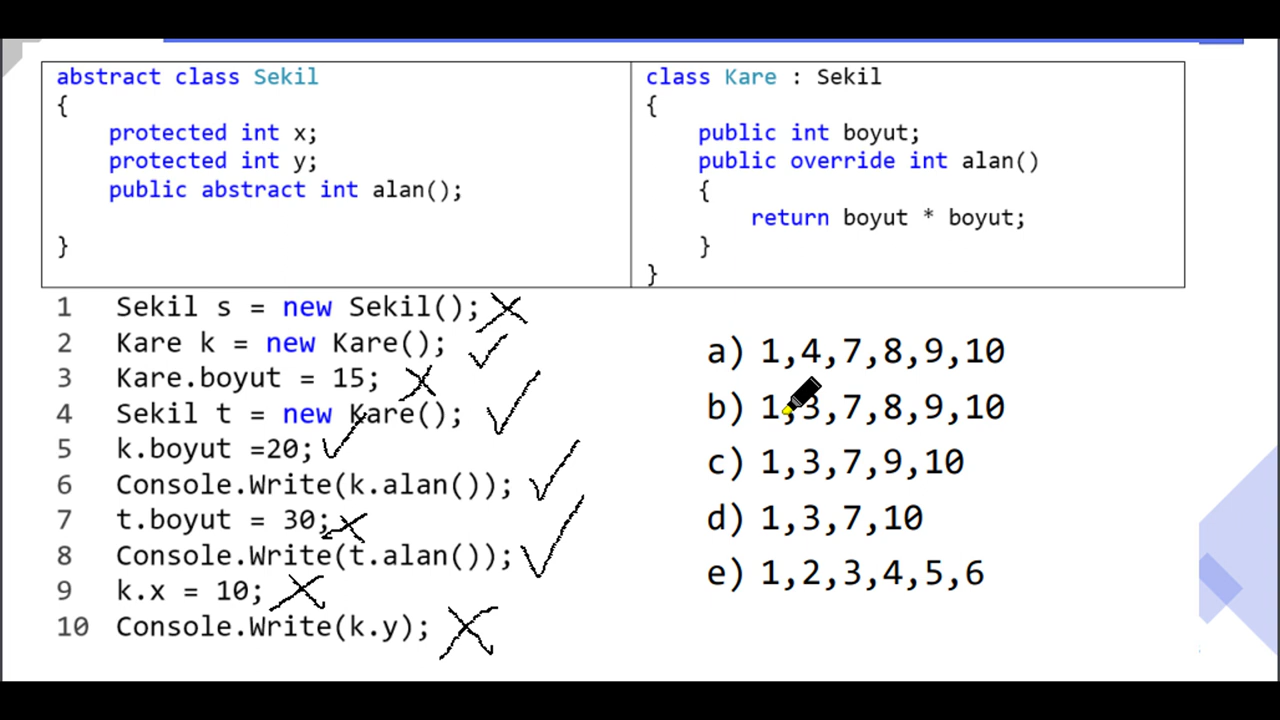 abstract class Sekil
{
protected int x;
protected int y;
public abstract int alan();
}
class Kare : Sekil
{
public int boyut;
public override int alan()
{
return boyut * boyut;
}
}
1 Sekil s = new Sekil();
2 Kare k = new Kare();
3 Kare.boyut = 15;
4 Sekil t = new Kare();
5 k.boyut =20;
6 Console.Write(k.alan());
7 t.boyut = 30;
8 Console.Write(t.alan());
9 k.x = 10;
10 Console.Write(k.y);
a) 1,4,7,8,9,10
b) 1,3,7,8,9,10
c) 1,3,7,9,10
d) 1,3,7,10
e) 1,2,3,4,5,6